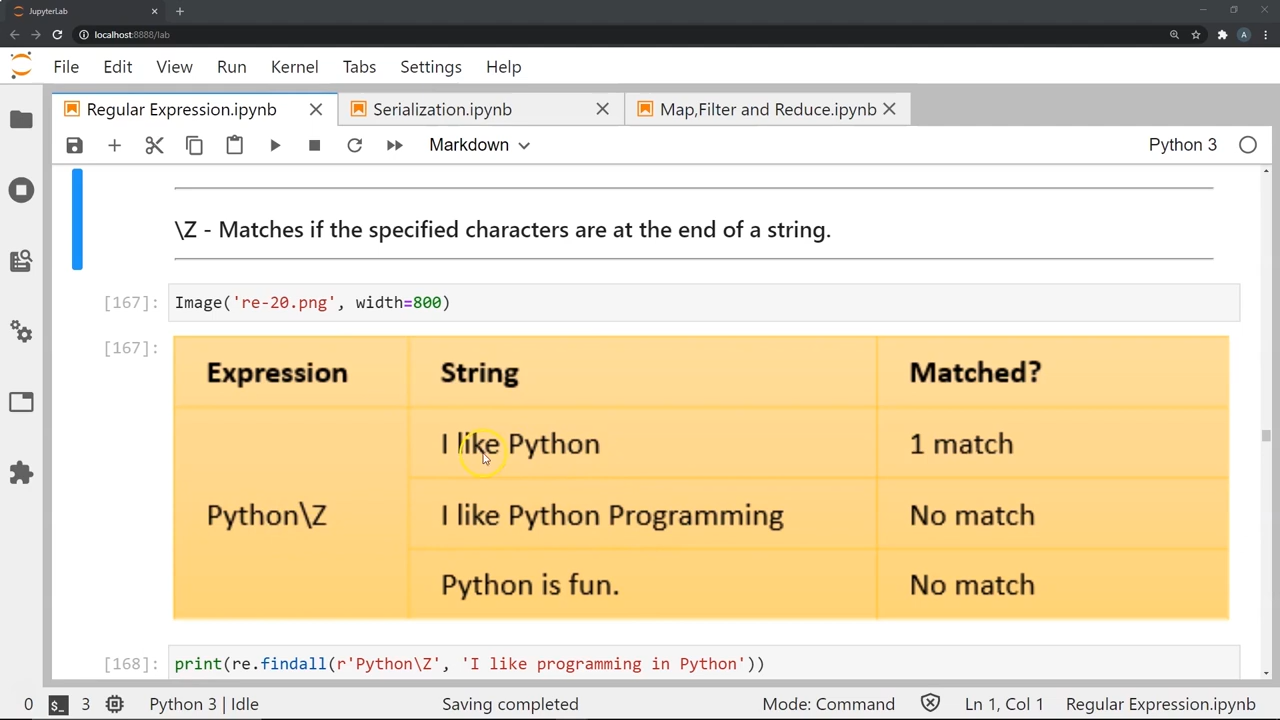 JupyterLab
localhost:8888/lab
A
File Edit View Run Kernel Tabs Settings Help
Regular Expression.ipynb Serialization.ipynb Map,Filter and Reduce.ipynb
Markdown Python 3
\Z - Matches if the specified characters are at the end of a string.
[167]: Image('re-20.png', width=800)
[167]:
Expression String Matched?
I like Python 1 match
Python\Z I like Python Programming No match
Python is fun. No match
[168]: print(re.findall(r'Python\Z', 'I like programming in Python'))
0 $_ 3 Python 3 | Idle Saving completed Mode: Command Ln 1, Col 1 Regular Expression.ipynb